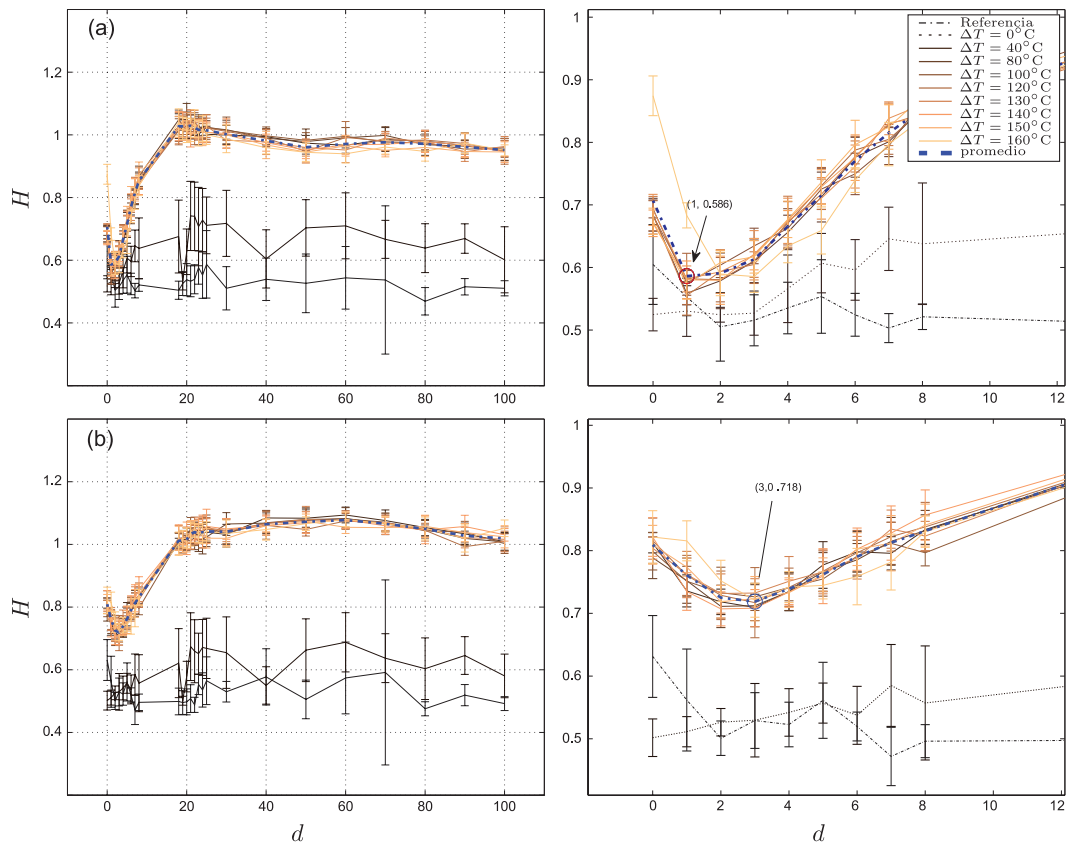 (a)
1.2
1
0.8
0.6
0.4
H
0 20 40 60 80 100
1
0.9
0.8
0.7
0.6
0.5
H
0 2 4 6 8 10 12
(1, 0.586)
Referencia
ΔT = 0°C
ΔT = 40°C
ΔT = 80°C
ΔT = 100°C
ΔT = 120°C
ΔT = 130°C
ΔT = 140°C
ΔT = 150°C
ΔT = 160°C
promedio
(b)
1.2
1
0.8
0.6
0.4
H
0 20 40 60 80 100
d
1
0.9
0.8
0.7
0.6
0.5
H
(3,0.718)
0 2 4 6 8 10 12
d